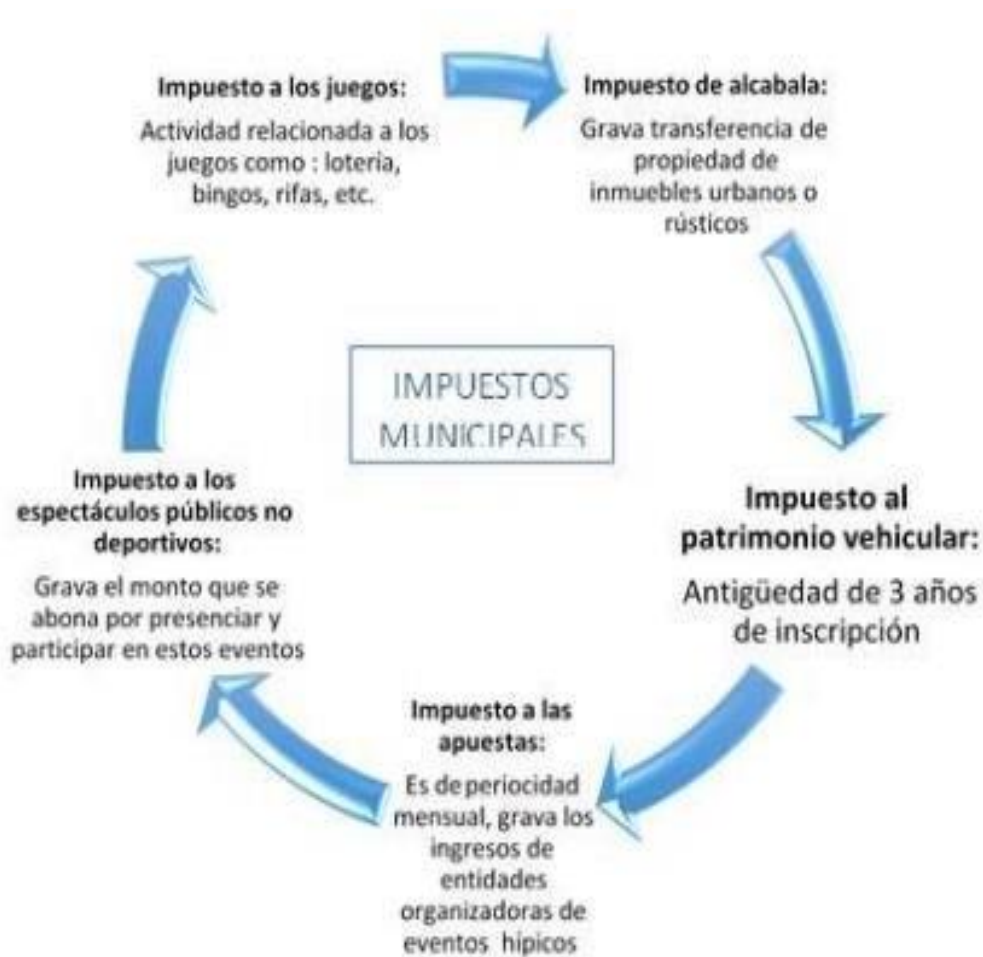 Impuesto a los juegos:
Actividad relacionada a los
juegos como : loteria,
bingos, rifas, etc.
Impuesto de alcabala:
Grava transferencia de
propiedad de
inmuebles urbanos o
rústicos
IMPUESTOS
MUNICIPALES
Impuesto al
patrimonio vehicular:
Antigüedad de 3 años
de inscripción
Impuesto a las
apuestas:
Es de periocidad
mensual, grava los
ingresos de
entidades
organizadoras de
eventos hípicos
Impuesto a los
espectáculos públicos no
deportivos:
Grava el monto que se
abona por presenciar y
participar en estos eventos